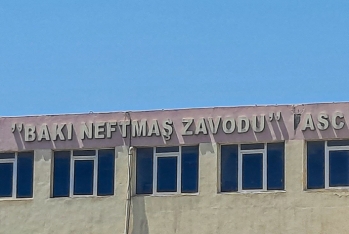 "BAKI NEFTMAŞ ZAVODU" ASC